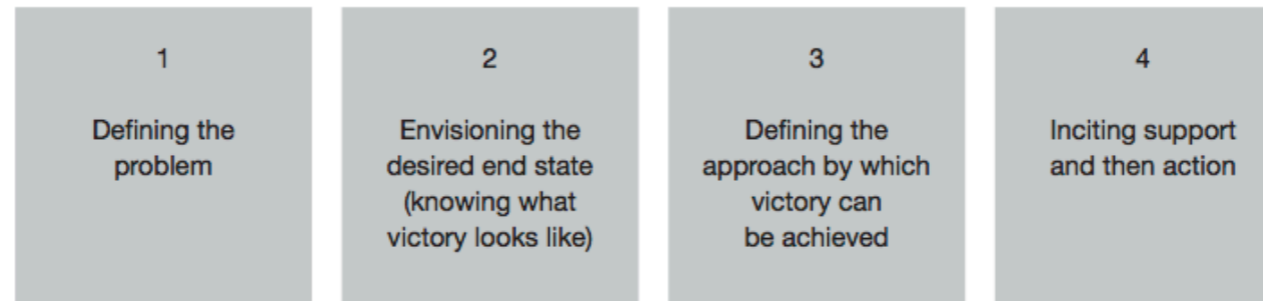 1
Defining the
problem
2
Envisioning the
desired end state
(knowing what
victory looks like)
3
Defining the
approach by which
victory can
be achieved
4
Inciting support
and then action